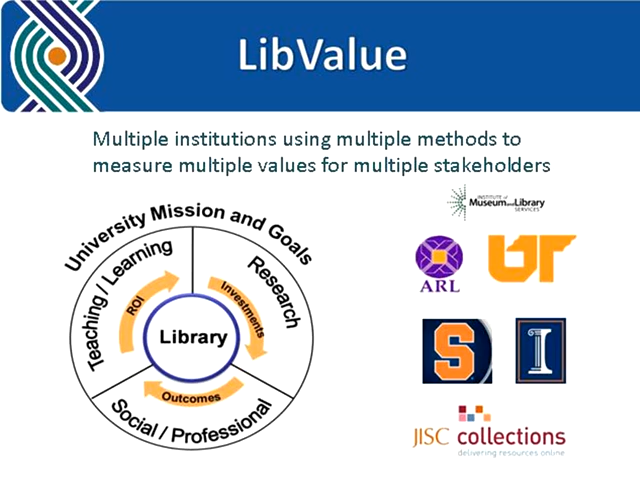 LibValue
Multiple institutions using multiple methods to
measure multiple values for multiple stakeholders
University Mission and Goals
Teaching / Learning
Research
Social / Professional
ROI
Investments
Outcomes
Library
INSTITUTE of
Museum and Library
SERVICES
ARL
UT
S
I
JISC collections
delivering resources online